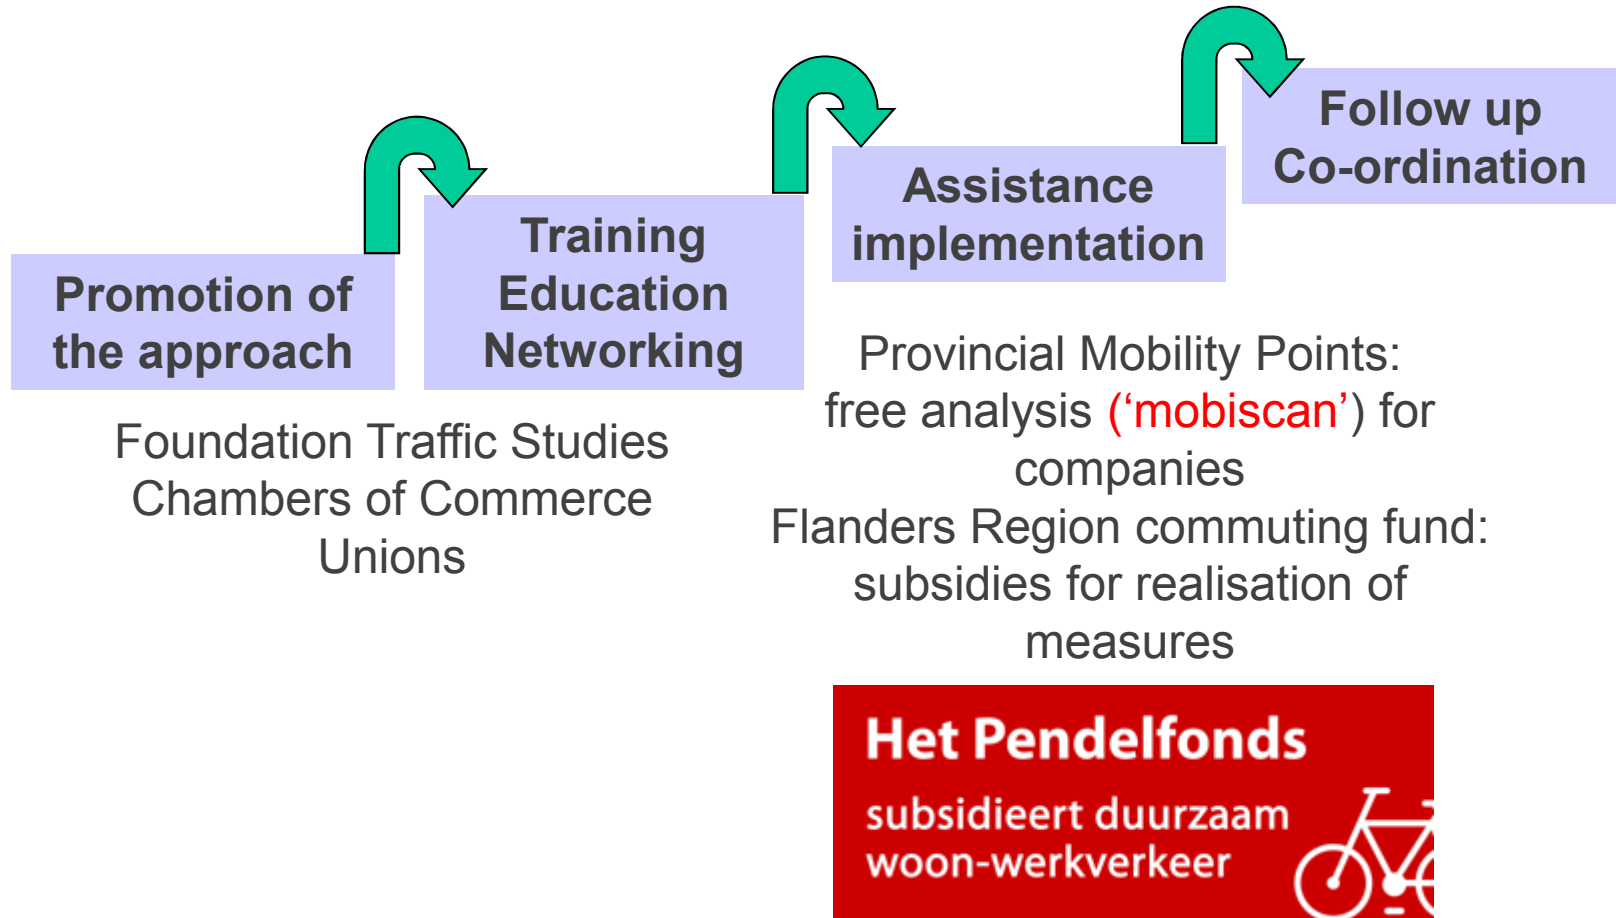 Promotion of
the approach
Training
Education
Networking
Assistance
implementation
Follow up
Co-ordination
Foundation Traffic Studies
Chambers of Commerce
Unions
Provincial Mobility Points:
free analysis (‘mobiscan’) for
companies
Flanders Region commuting fund:
subsidies for realisation of
measures
Het Pendelfonds
subsidieert duurzaam
woon-werkverkeer